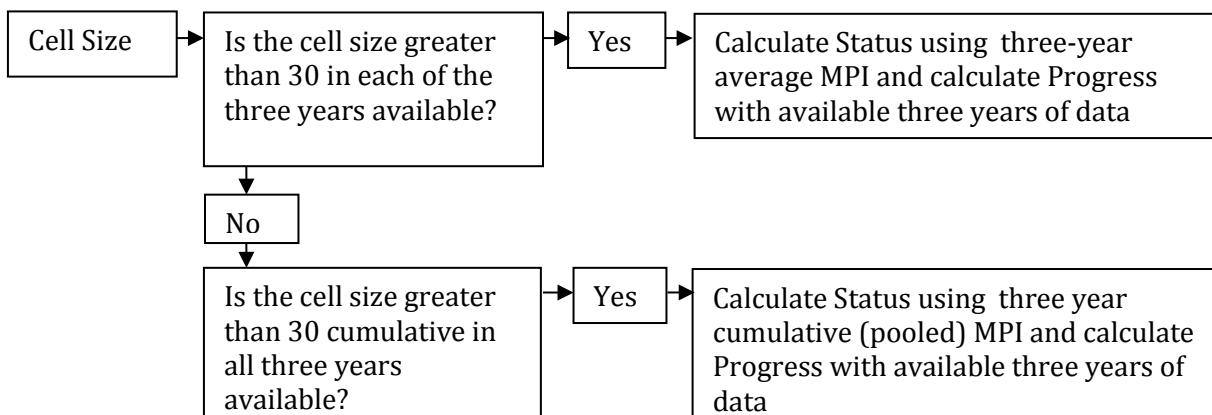 Cell Size
Is the cell size greater
than 30 in each of the
three years available?
Yes
Calculate Status using three-year
average MPI and calculate Progress
with available three years of data
No
Is the cell size greater
than 30 cumulative in
all three years
available?
Yes
Calculate Status using three year
cumulative (pooled) MPI and calculate
Progress with available three years of
data